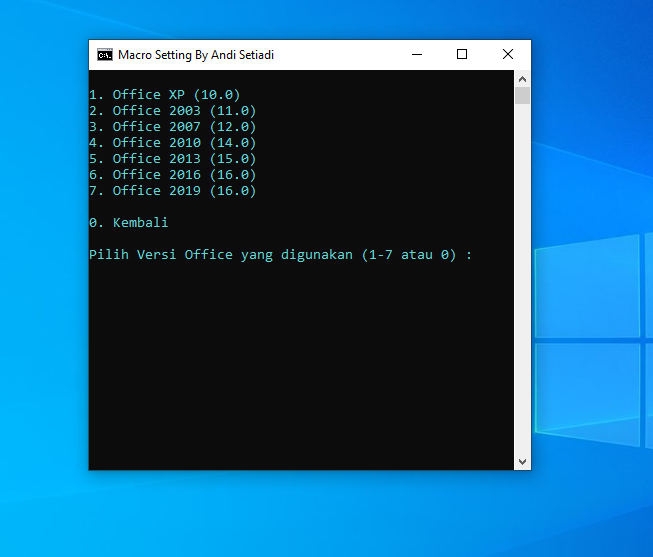 C:\.
Macro Setting By Andi Setiadi
1. Office XP (10.0)
2. Office 2003 (11.0)
3. Office 2007 (12.0)
4. Office 2010 (14.0)
5. Office 2013 (15.0)
6. Office 2016 (16.0)
7. Office 2019 (16.0)
0. Kembali
Pilih Versi Office yang digunakan (1-7 atau 0) :